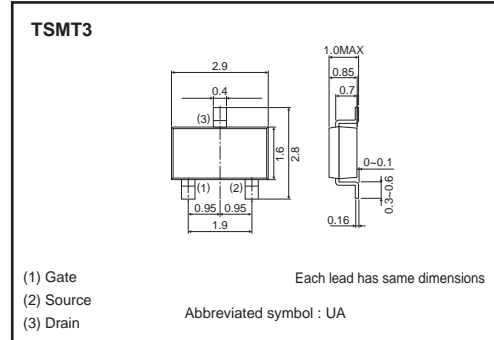 TSMT3
1.0MAX
2.9
0.85
0.4
0.7
(3)
1.6
2.8
0~0.1
(1)
(2)
0.3~0.6
0.95
0.95
0.16
1.9
(1) Gate
Each lead has same dimensions
(2) Source
Abbreviated symbol : UA
(3) Drain